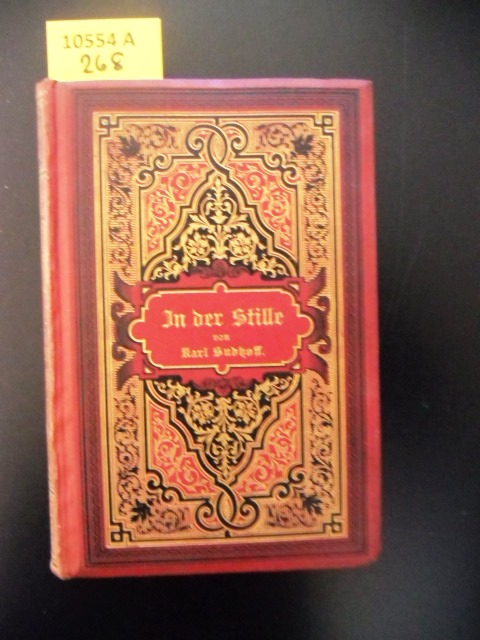 10554 A
268
In der Stille
von
Karl Sudhoff.